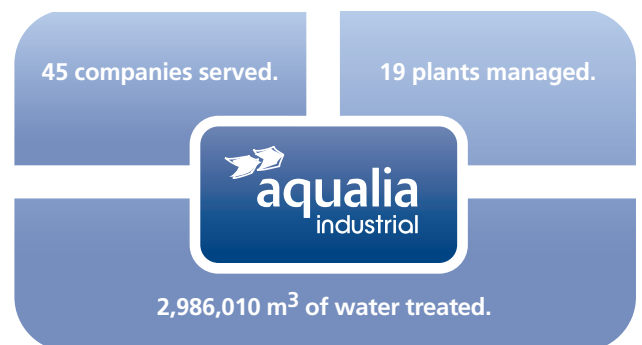 45 companies served.
19 plants managed.
aqualia
industrial
2,986,010 m³ of water treated.